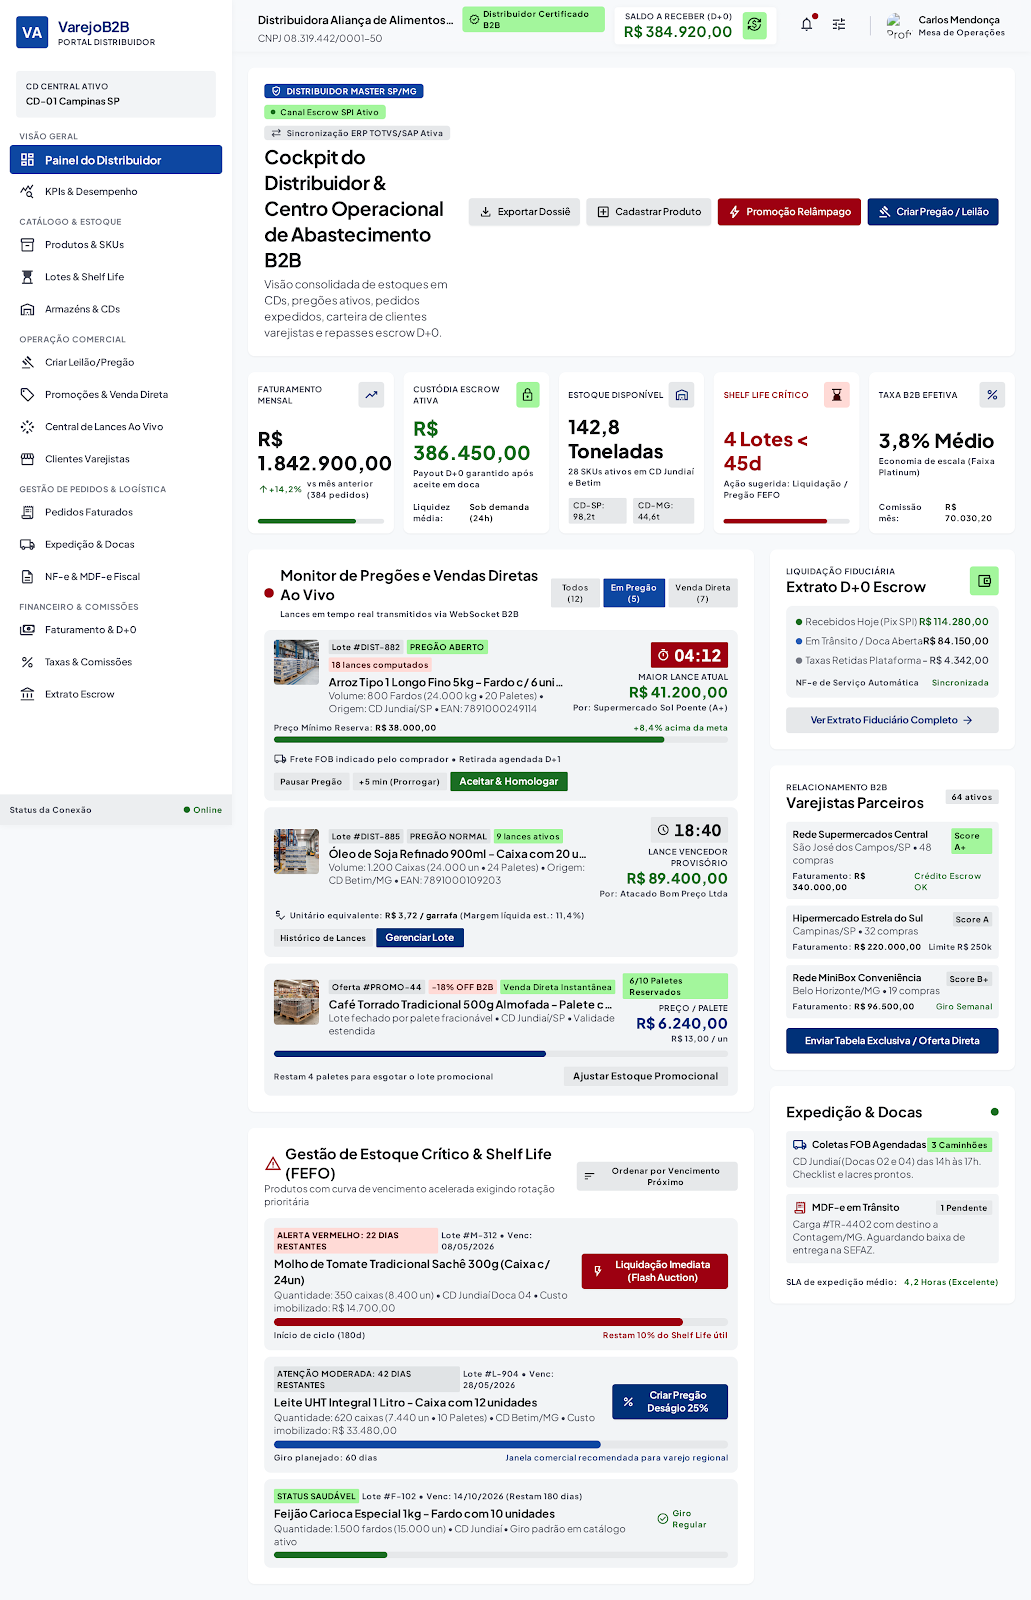 VA
VarejoB2B
PORTAL DISTRIBUIDOR
CD CENTRAL ATIVO
CD-01 Campinas SP
VISÃO GERAL
Painel do Distribuidor
KPIs & Desempenho
CATÁLOGO & ESTOQUE
Produtos & SKUs
Lotes & Shelf Life
Armazéns & CDs
OPERAÇÃO COMERCIAL
Criar Leilão/Pregão
Promoções & Venda Direta
Central de Lances Ao Vivo
Clientes Varejistas
GESTÃO DE PEDIDOS & LOGÍSTICA
Pedidos Faturados
Expedição & Docas
NF-e & MDF-e Fiscal
FINANCEIRO & COMISSÕES
Faturamento & D+0
Taxas & Comissões
Extrato Escrow
Status da Conexão
Online
Distribuidora Aliança de Alimentos...
CNPJ 08.319.442/0001-50
Distribuidor Certificado
B2B
SALDO A RECEBER (D+0)
R$ 384.920,00
Carlos Mendonça
Mesa de Operações
DISTRIBUIDOR MASTER SP/MG
Canal Escrow SPI Ativo
Sincronização ERP TOTVS/SAP Ativa
Cockpit do
Distribuidor &
Centro Operacional
de Abastecimento
B2B
Visão consolidada de estoques em
CDs, pregões ativos, pedidos
expedidos, carteira de clientes
varejistas e repasses escrow D+0.
Exportar Dossiê
Cadastrar Produto
Promoção Relâmpago
Criar Pregão / Leilão
FATURAMENTO
MENSAL
R$
1.842.900,00
+14,2%
vs mês anterior
(384 pedidos)
CUSTÓDIA ESCROW
ATIVA
R$
386.450,00
Payout D+0 garantido após
aceite em doca
Liquidez
média:
Sob demanda
(24h)
ESTOQUE DISPONÍVEL
142,8
Toneladas
28 SKUs ativos em CD Jundiaí
e Betim
CD-SP:
98,2t
CD-MG:
44,6t
SHELF LIFE CRÍTICO
4 Lotes <
45d
Ação sugerida: Liquidação /
Pregão FEFO
TAXA B2B EFETIVA
3,8% Médio
Economia de escala (Faixa
Platinum)
Comissão
mês:
R$
70.030,20
Monitor de Pregões e Vendas Diretas
Ao Vivo
Lances em tempo real transmitidos via WebSocket B2B
Todos
(12)
Em Pregão
(5)
Venda Direta
(7)
Lote #DIST-882
PREGÃO ABERTO
18 lances computados
Arroz Tipo 1 Longo Fino 5kg - Fardo c/ 6 uni...
Volume: 800 Fardos (24.000 kg • 20 Paletes) •
Origem: CD Jundiaí/SP • EAN: 7891000249114
04:12
MAIOR LANCE ATUAL
R$ 41.200,00
Por: Supermercado Sol Poente (A+)
Preço Mínimo Reserva: R$ 38.000,00
+8,4% acima da meta
Frete FOB indicado pelo comprador • Retirada agendada D+1
Pausar Pregão
+5 min (Prorrogar)
Aceitar & Homologar
Lote #DIST-885
PREGÃO NORMAL
9 lances ativos
Óleo de Soja Refinado 900ml - Caixa com 20 u...
Volume: 1.200 Caixas (24.000 un • 24 Paletes) • Origem:
CD Betim/MG • EAN: 7891000109203
18:40
LANCE VENCEDOR
PROVISÓRIO
R$ 89.400,00
Por: Atacado Bom Preço Ltda
Unitário equivalente: R$ 3,72 / garrafa (Margem líquida est.: 11,4%)
Histórico de Lances
Gerenciar Lote
Oferta #PROMO-44
-18% OFF B2B
Venda Direta Instantânea
Café Torrado Tradicional 500g Almofada - Palete c...
Lote fechado por palete fracionável • CD Jundiaí/SP • Validade
estendida
6/10 Paletes
Reservados
PREÇO / PALETE
R$ 6.240,00
R$ 13,00 / un
Restam 4 paletes para esgotar o lote promocional
Ajustar Estoque Promocional
Gestão de Estoque Crítico & Shelf Life
(FEFO)
Produtos com curva de vencimento acelerada exigindo rotação
prioritária
Ordenar por Vencimento
Próximo
ALERTA VERMELHO: 22 DIAS
RESTANTES
Lote #M-312 • Venc:
08/05/2026
Molho de Tomate Tradicional Sachê 300g (Caixa c/
24un)
Quantidade: 350 caixas (8.400 un) • CD Jundiaí Doca 04 • Custo
imobilizado: R$ 14.700,00
Liquidação Imediata
(Flash Auction)
Início de ciclo (180d)
Restam 10% do Shelf Life útil
ATENÇÃO MODERADA: 42 DIAS
RESTANTES
Lote #L-904 • Venc:
28/05/2026
Leite UHT Integral 1 Litro - Caixa com 12 unidades
Quantidade: 620 caixas (7.440 un • 10 Paletes) • CD Betim/MG • Custo
imobilizado: R$ 33.480,00
Criar Pregão
Deságio 25%
Giro planejado: 60 dias
Janela comercial recomendada para varejo regional
STATUS SAUDÁVEL
Lote #F-102 • Venc: 14/10/2026 (Restam 180 dias)
Feijão Carioca Especial 1kg - Fardo com 10 unidades
Quantidade: 1.500 fardos (15.000 un) • CD Jundiaí • Giro padrão em catálogo
ativo
Giro
Regular
LIQUIDAÇÃO FIDUCIÁRIA
Extrato D+0 Escrow
Recebidos Hoje (Pix SPI) R$ 114.280,00
Em Trânsito / Doca Aberta R$ 84.150,00
Taxas Retidas Plataforma - R$ 4.342,00
NF-e de Serviço Automática
Sincronizada
Ver Extrato Fiduciário Completo
RELACIONAMENTO B2B
Varejistas Parceiros
64 ativos
Rede Supermercados Central
São José dos Campos/SP • 48
compras
Score
A+
Faturamento: R$
340.000,00
Crédito Escrow
OK
Hipermercado Estrela do Sul
Campinas/SP • 32 compras
Score A
Faturamento: R$ 220.000,00
Limite R$ 250k
Rede MiniBox Conveniência
Belo Horizonte/MG • 19 compras
Score B+
Faturamento: R$ 96.500,00
Giro Semanal
Enviar Tabela Exclusiva / Oferta Direta
Expedição & Docas
Coletas FOB Agendadas
3 Caminhões
CD Jundiaí (Docas 02 e 04) das 14h às 17h.
Checklist e lacres prontos.
MDF-e em Trânsito
1 Pendente
Carga #TR-4402 com destino a
Contagem/MG. Aguardando baixa de
entrega na SEFAZ.
SLA de expedição médio:
4,2 Horas (Excelente)